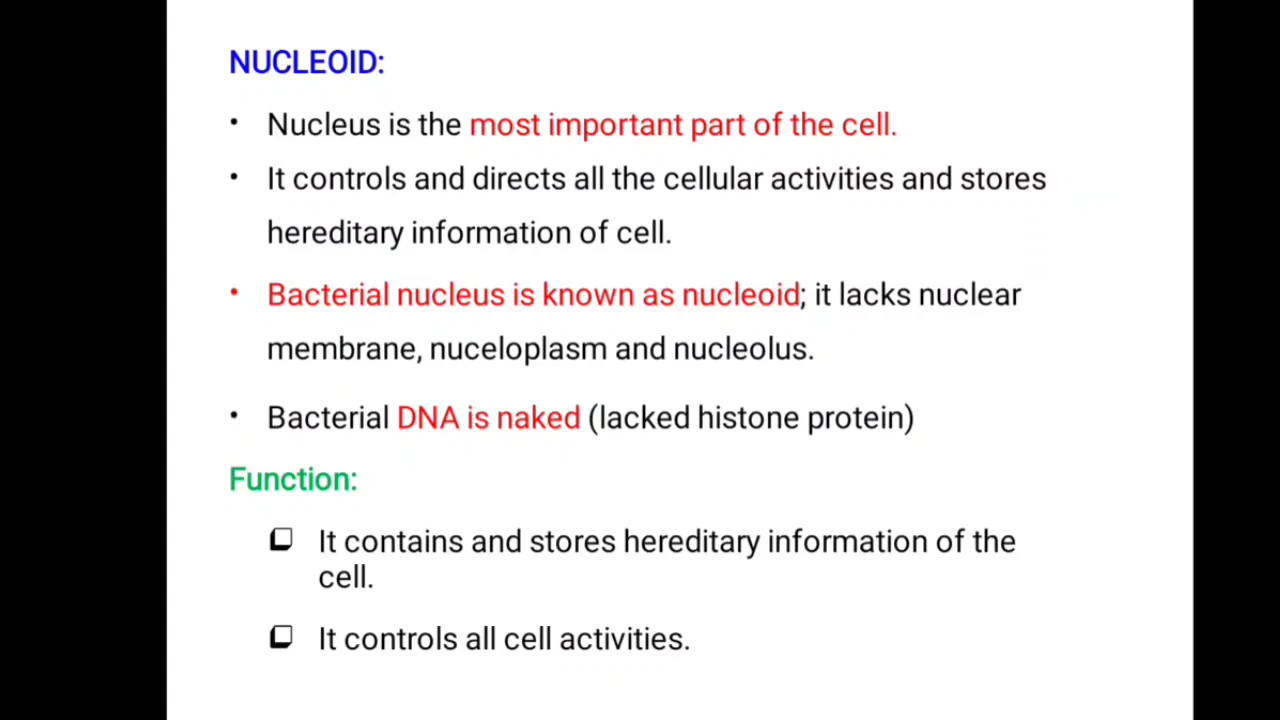 NUCLEOID:
• Nucleus is the most important part of the cell.
• It controls and directs all the cellular activities and stores
hereditary information of cell.
• Bacterial nucleus is known as nucleoid; it lacks nuclear
membrane, nuceloplasm and nucleolus.
• Bacterial DNA is naked (lacked histone protein)
Function:
❏ It contains and stores hereditary information of the
cell.
❏ It controls all cell activities.